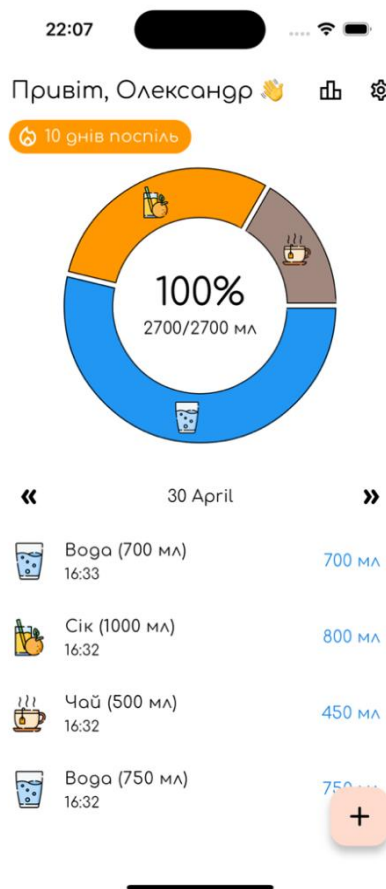 22:07
Привіт, Олександр 👋
10 днів поспіль
100%
2700/2700 мл
30 April
Вода (700 мл)
16:33
700 мл
Сік (1000 мл)
16:32
800 мл
Чай (500 мл)
16:32
450 мл
Вода (750 мл)
16:32